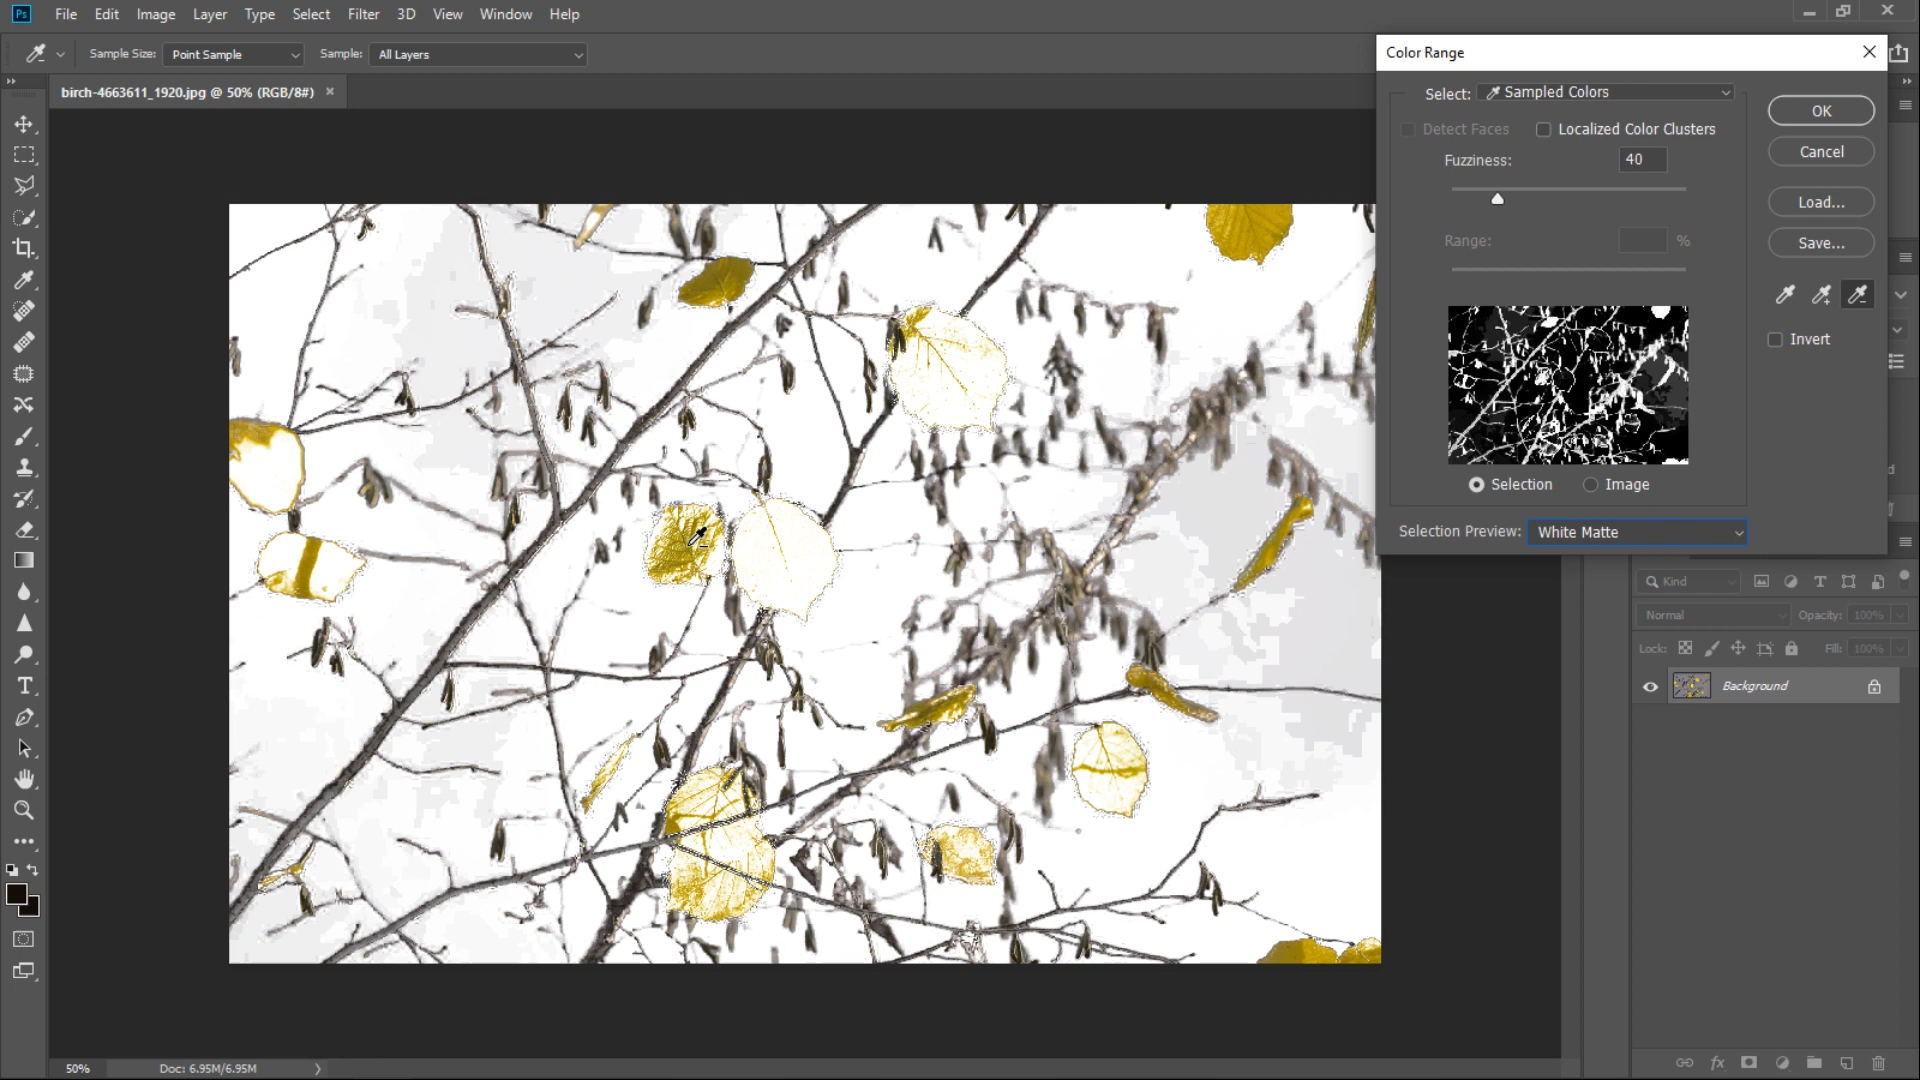 Ps File Edit Image Layer Type Select Filter 3D View Window Help
Sample Size: Point Sample Sample: All Layers
birch-4663611_1920.jpg @ 50% (RGB/8#) ×
Color Range
Select: Sampled Colors
OK
Detect Faces Localized Color Clusters
Cancel
Fuzziness: 40
Load...
Range: %
Save...
Invert
Selection Image
Selection Preview: White Matte
Kind
Normal Opacity: 100%
Lock: Fill: 100%
Background
fx
50% Doc: 6.95M/6.95M